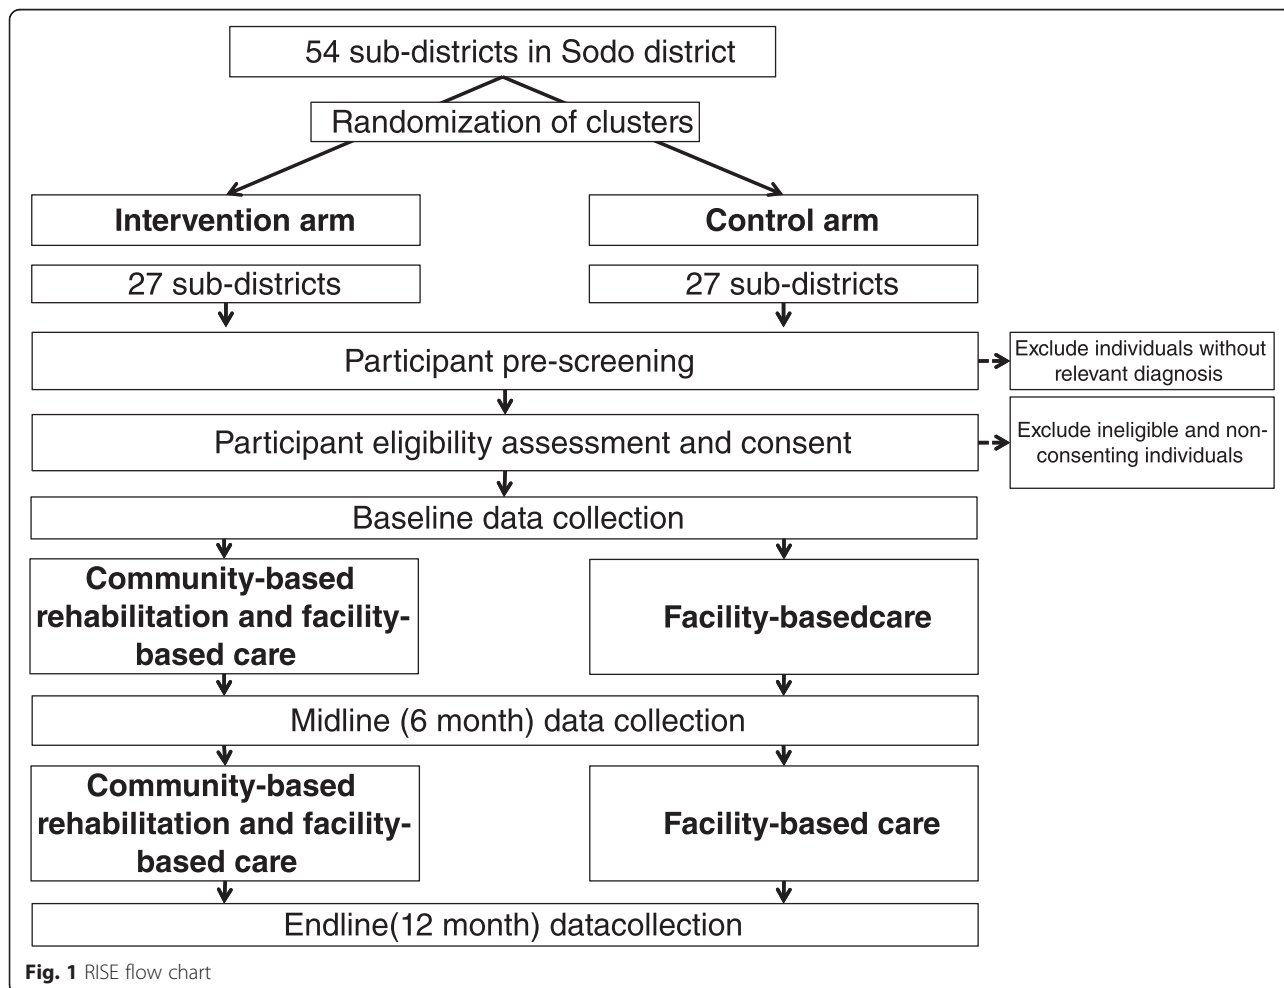 54 sub-districts in Sodo district
Randomization of clusters
Intervention arm
Control arm
27 sub-districts
27 sub-districts
Participant pre-screening
Exclude individuals without
relevant diagnosis
Participant eligibility assessment and consent
Exclude ineligible and non-
consenting individuals
Baseline data collection
Community-based
rehabilitation and facility-
based care
Facility-basedcare
Midline (6 month) data collection
Community-based
rehabilitation and facility-
based care
Facility-based care
Endline(12 month) datacollection
Fig. 1 RISE flow chart